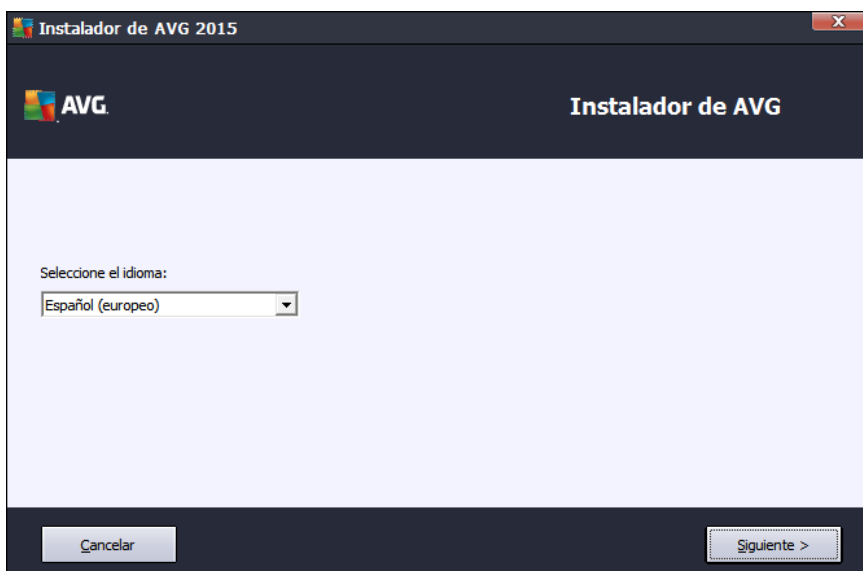 Instalador de AVG 2015
AVG.
Instalador de AVG
Seleccione el idioma:
Español (europeo)
Cancelar
Siguiente >